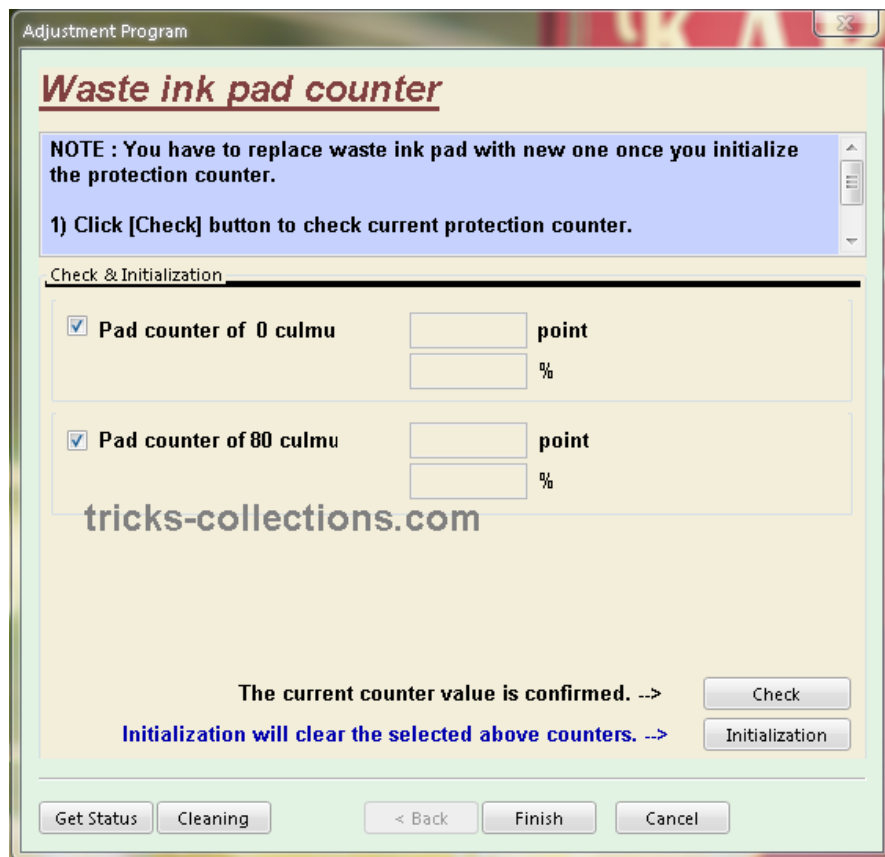 Adjustment Program
Waste ink pad counter
NOTE : You have to replace waste ink pad with new one once you initialize
the protection counter.
1) Click [Check] button to check current protection counter.
Check & Initialization
Pad counter of 0 culmu
point
%
Pad counter of 80 culmu
point
%
tricks-collections.com
The current counter value is confirmed. -->
Check
Initialization will clear the selected above counters. -->
Initialization
Get Status
Cleaning
< Back
Finish
Cancel